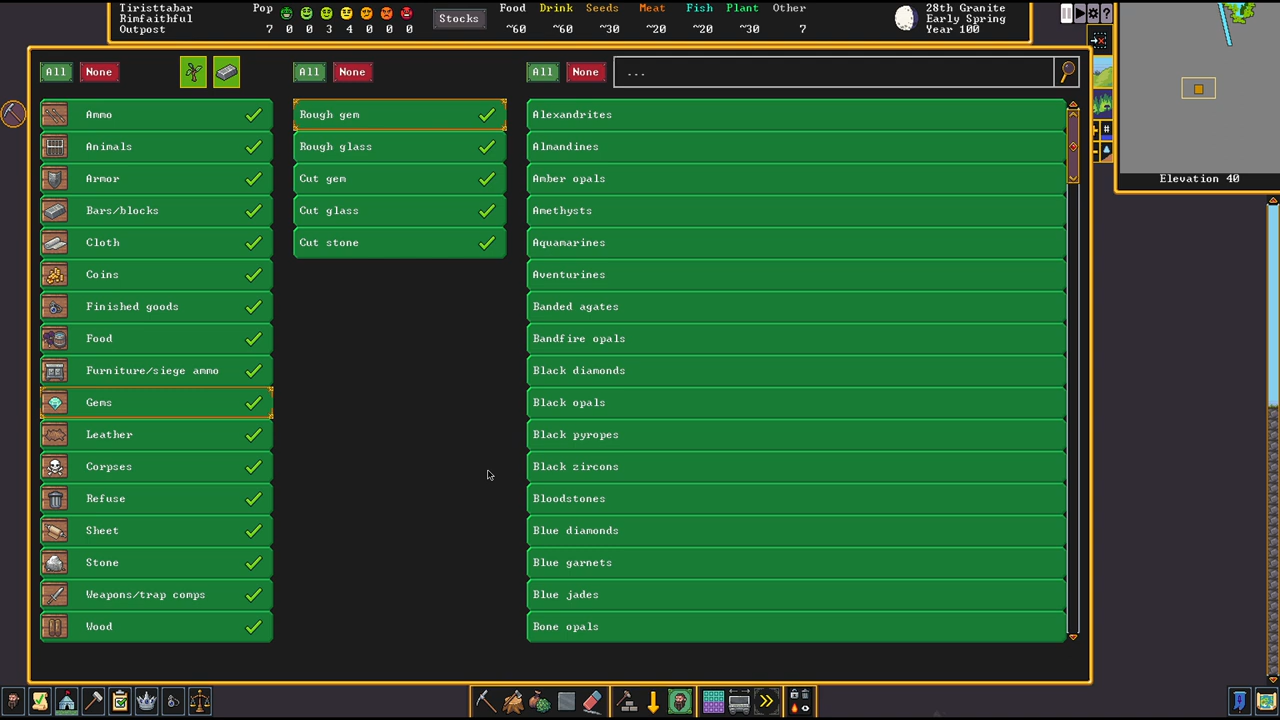 Tiristtabar
Rimfaithful
Outpost
Pop
7 0 0 3 4 0 0 0
Stocks
Food Drink Seeds Meat Fish Plant Other
~60 ~60 ~30 ~20 ~20 ~30 7
28th Granite
Early Spring
Year 100
?
Elevation 40
All None
All None
All None ...
Ammo
Animals
Armor
Bars/blocks
Cloth
Coins
Finished goods
Food
Furniture/siege ammo
Gems
Leather
Corpses
Refuse
Sheet
Stone
Weapons/trap comps
Wood
Rough gem
Rough glass
Cut gem
Cut glass
Cut stone
Alexandrites
Almandines
Amber opals
Amethysts
Aquamarines
Aventurines
Banded agates
Bandfire opals
Black diamonds
Black opals
Black pyropes
Black zircons
Bloodstones
Blue diamonds
Blue garnets
Blue jades
Bone opals